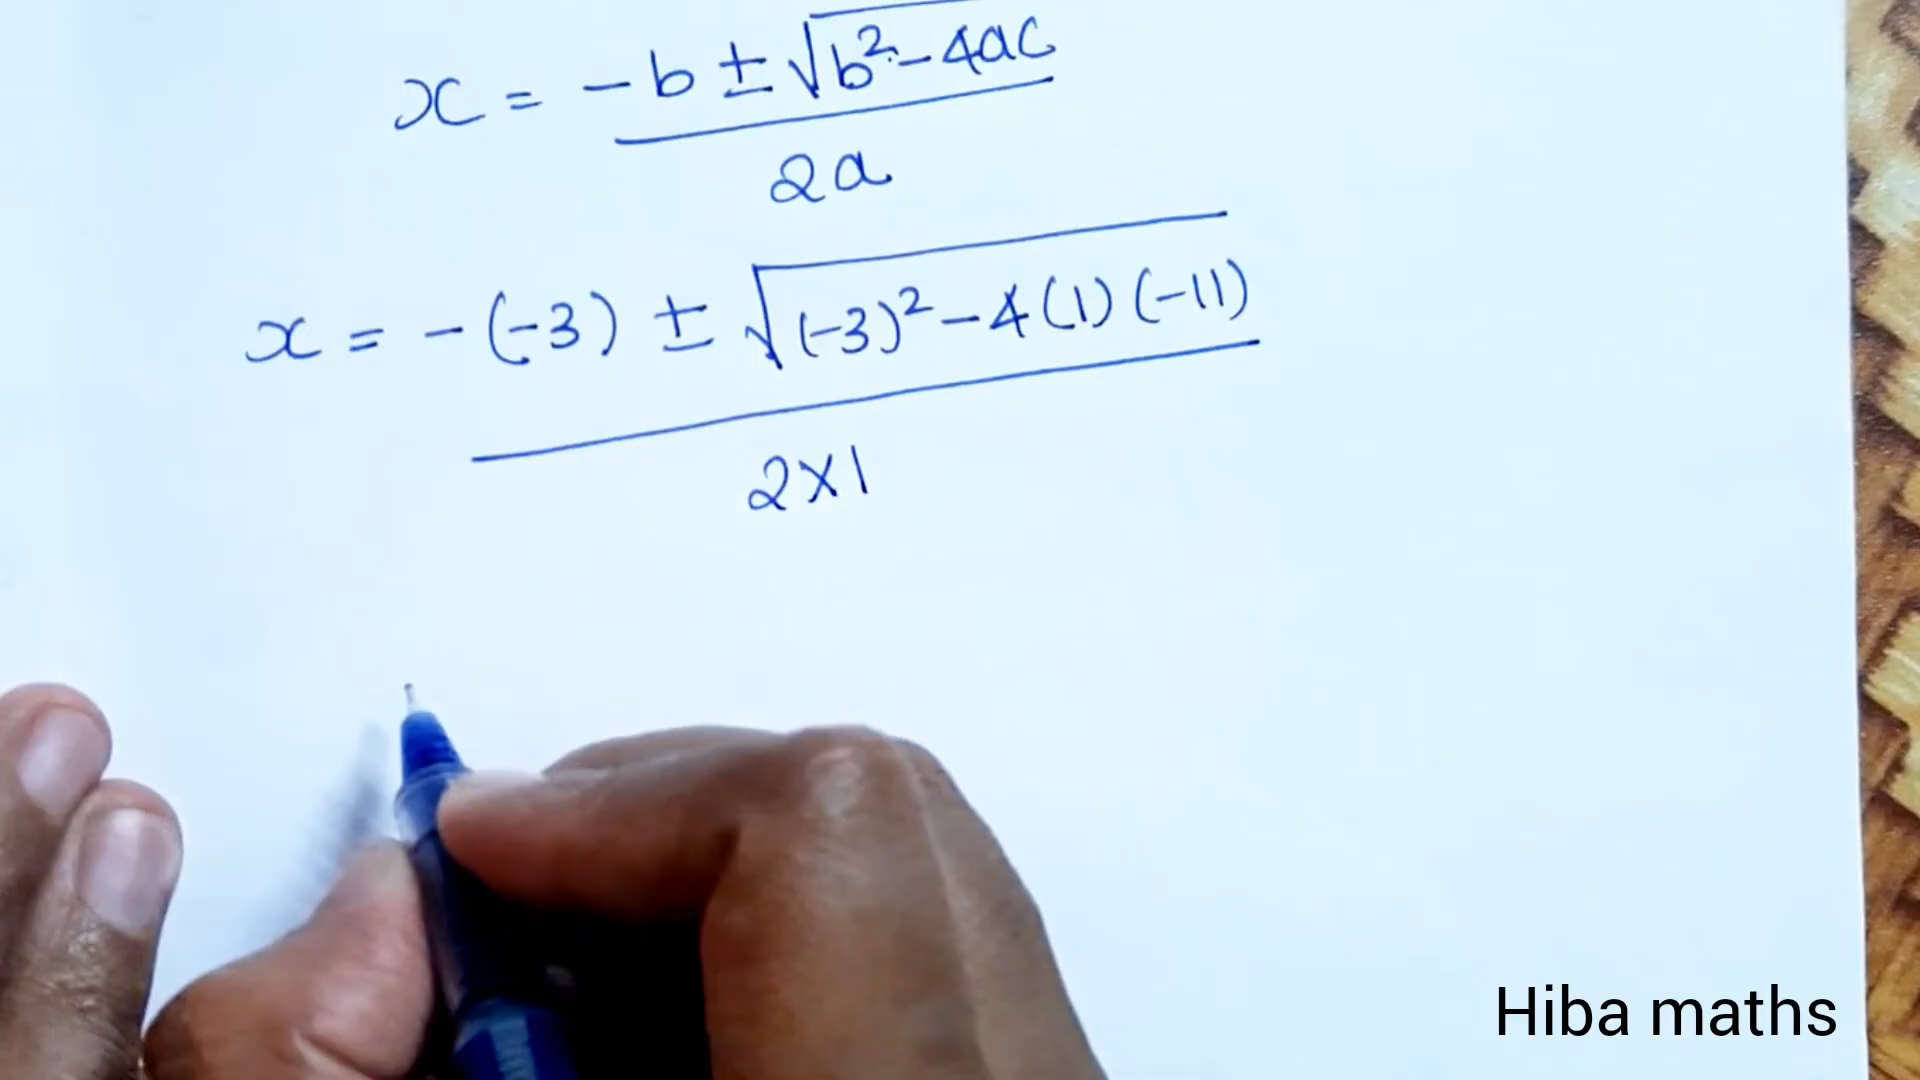 x = -b ± √b² - 4ac
2a
x = -(-3) ± √(-3)² - 4(1)(-11)
2×1
Hiba maths